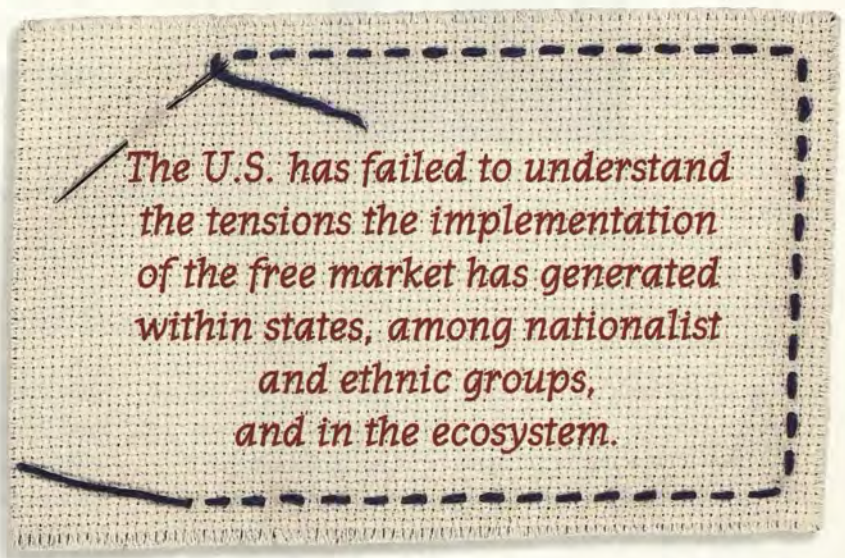 The U.S. has failed to understand
the tensions the implementation
of the free market has generated
within states, among nationalist
and ethnic groups,
and in the ecosystem.